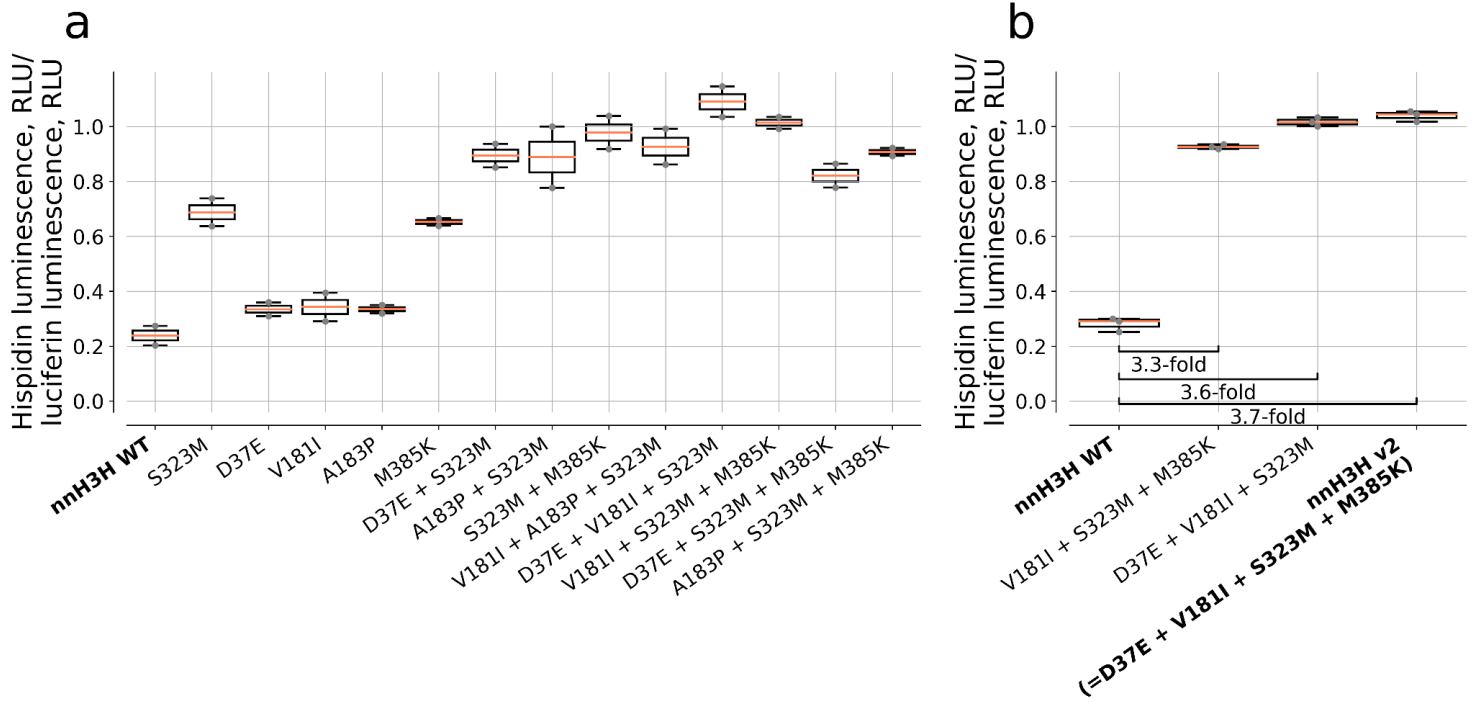 a
Hispidin luminescence, RLU/
luciferin luminescence, RLU
1.0
0.8
0.6
0.4
0.2
0.0
nnH3H WT
S323M
D37E
V181I
A183P
M385K
D37E + S323M
A183P + S323M
S323M + M385K
V181I + A183P + S323M
D37E + V181I + S323M
V181I + S323M + M385K
D37E + S323M + M385K
A183P + S323M + M385K
b
Hispidin luminescence, RLU/
luciferin luminescence, RLU
1.0
0.8
0.6
0.4
0.2
0.0
3.3-fold
3.6-fold
3.7-fold
nnH3H WT
V181I + S323M + M385K
D37E + V181I + S323M
nnH3H v2
(=D37E + V181I + S323M + M385K)